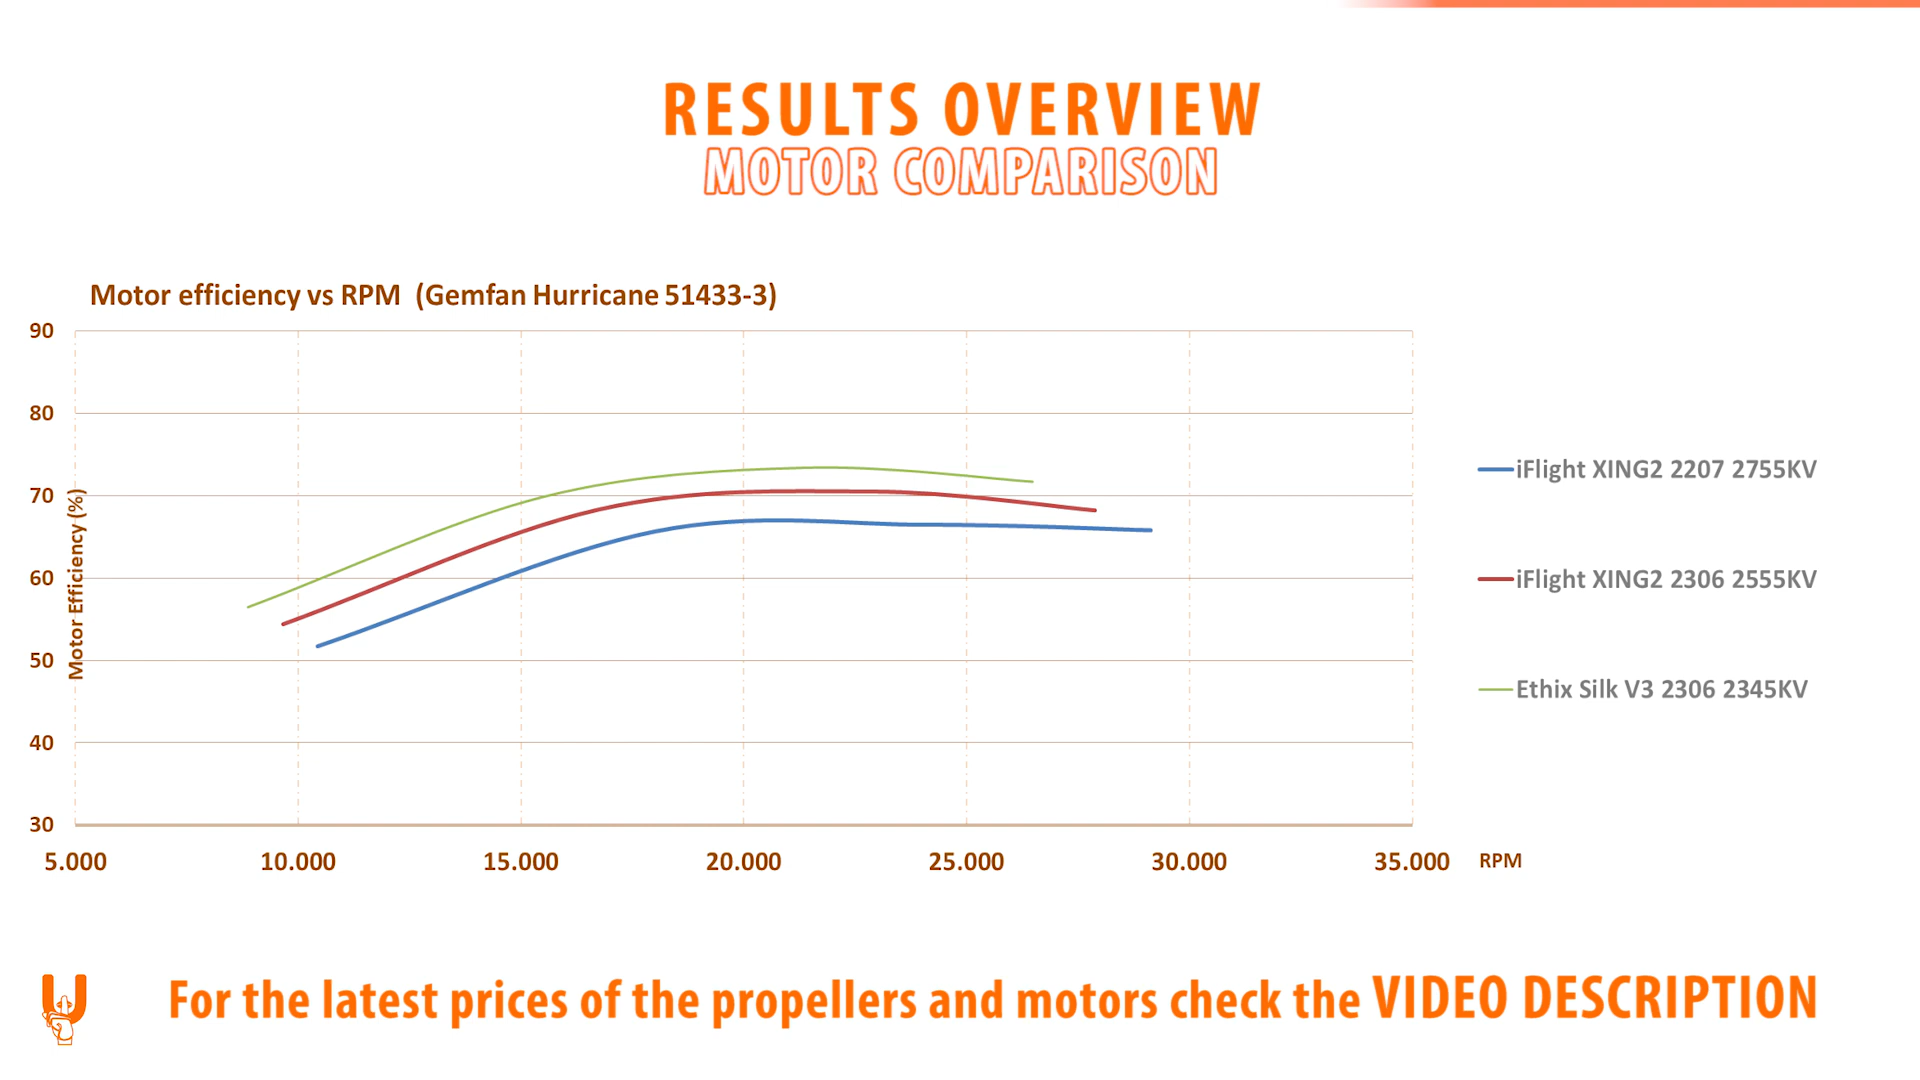 RESULTS OVERVIEW
MOTOR COMPARISON
Motor efficiency vs RPM (Gemfan Hurricane 51433-3)
90
80
70
60
50
40
30
Motor Efficiency (%)
5.000 10.000 15.000 20.000 25.000 30.000 35.000 RPM
iFlight XING2 2207 2755KV
iFlight XING2 2306 2555KV
Ethix Silk V3 2306 2345KV
For the latest prices of the propellers and motors check the VIDEO DESCRIPTION